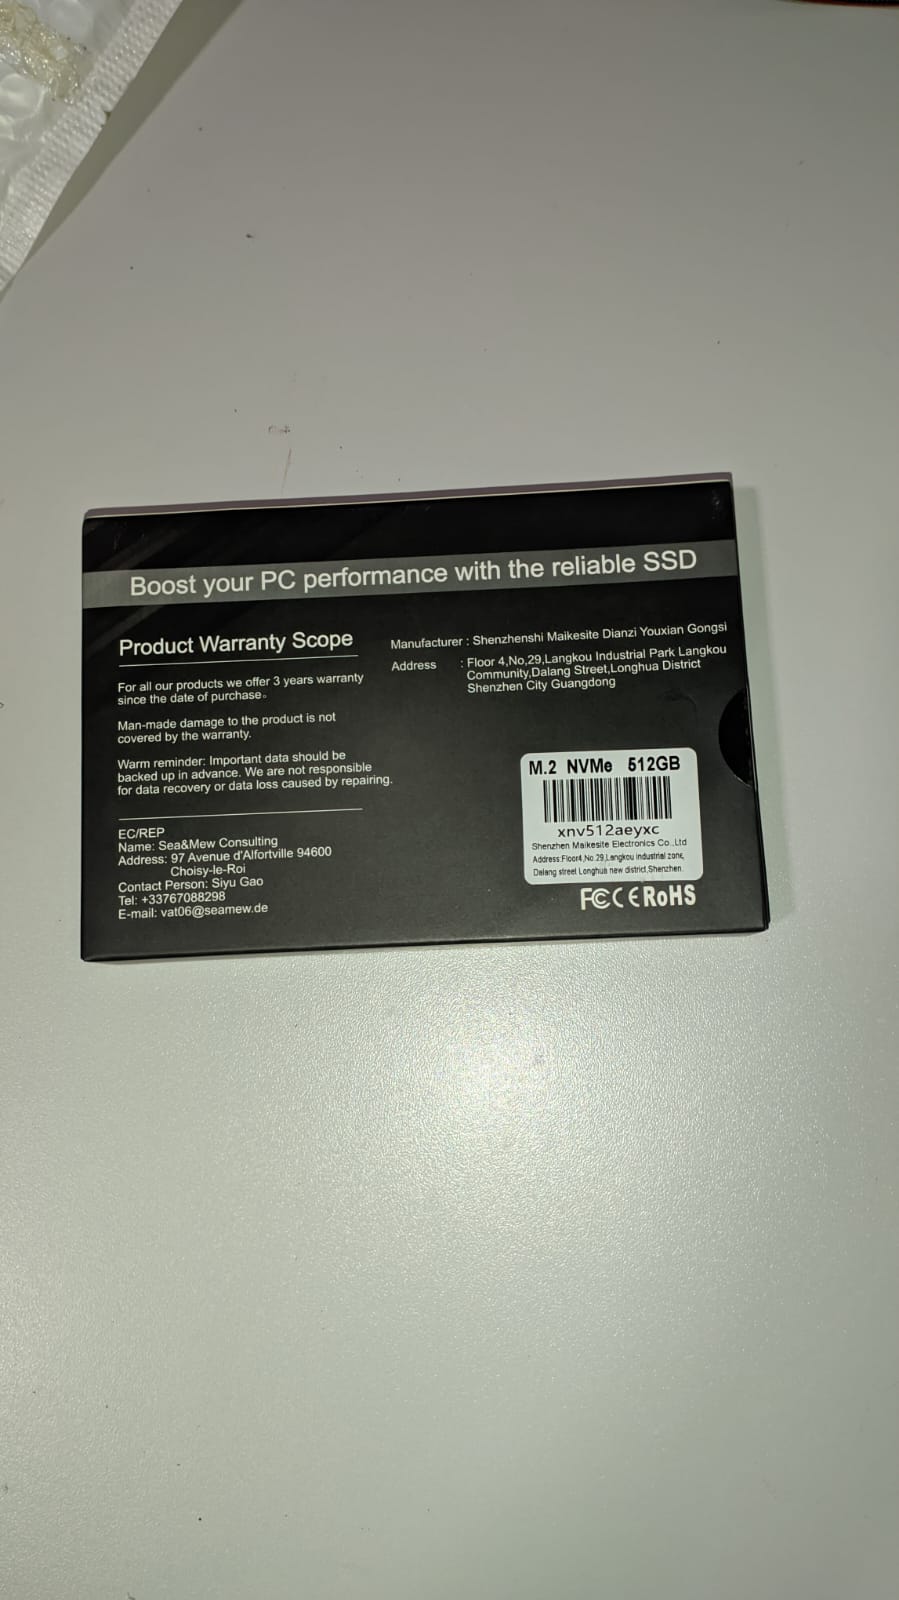 Boost your PC performance with the reliable SSD
Product Warranty Scope
For all our products we offer 3 years warranty
since the date of purchase。
Man-made damage to the product is not
covered by the warranty.
Warm reminder: Important data should be
backed up in advance. We are not responsible
for data recovery or data loss caused by repairing.
EC/REP
Name: Sea&Mew Consulting
Address: 97 Avenue d'Alfortville 94600
Choisy-le-Roi
Contact Person: Siyu Gao
Tel: +33767088298
E-mail: vat06@seamew.de
Manufacturer : Shenzhenshi Maikesite Dianzi Youxian Gongsi
Address : Floor 4,No,29,Langkou Industrial Park Langkou
Community,Dalang Street,Longhua District
Shenzhen City Guangdong
M.2 NVMe 512GB
xnv512aeyxc
Shenzhen Maikesite Electronics Co.,Ltd
Address:Floor4,No.29,Langkou industrial zone,
Dalang street Longhua new district,Shenzhen.
FC CE RoHS